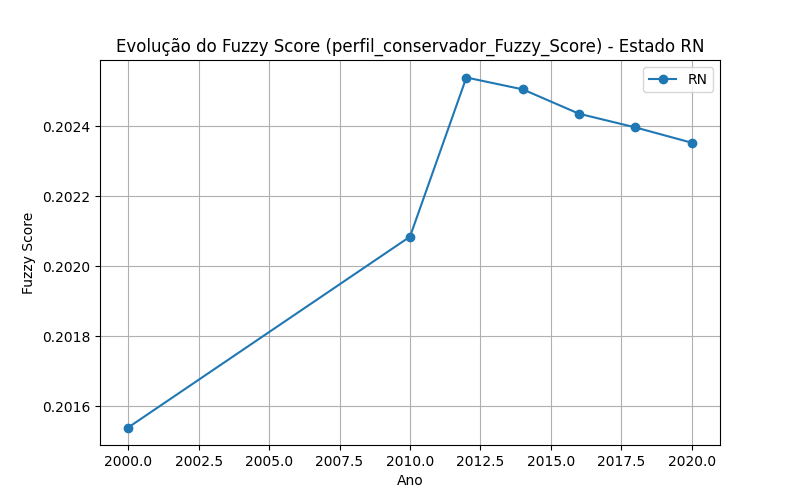 Evolução do Fuzzy Score (perfil_conservador_Fuzzy_Score) - Estado RN
RN
0.2024
0.2022
0.2020
0.2018
0.2016
Fuzzy Score
2000.0 2002.5 2005.0 2007.5 2010.0 2012.5 2015.0 2017.5 2020.0
Ano